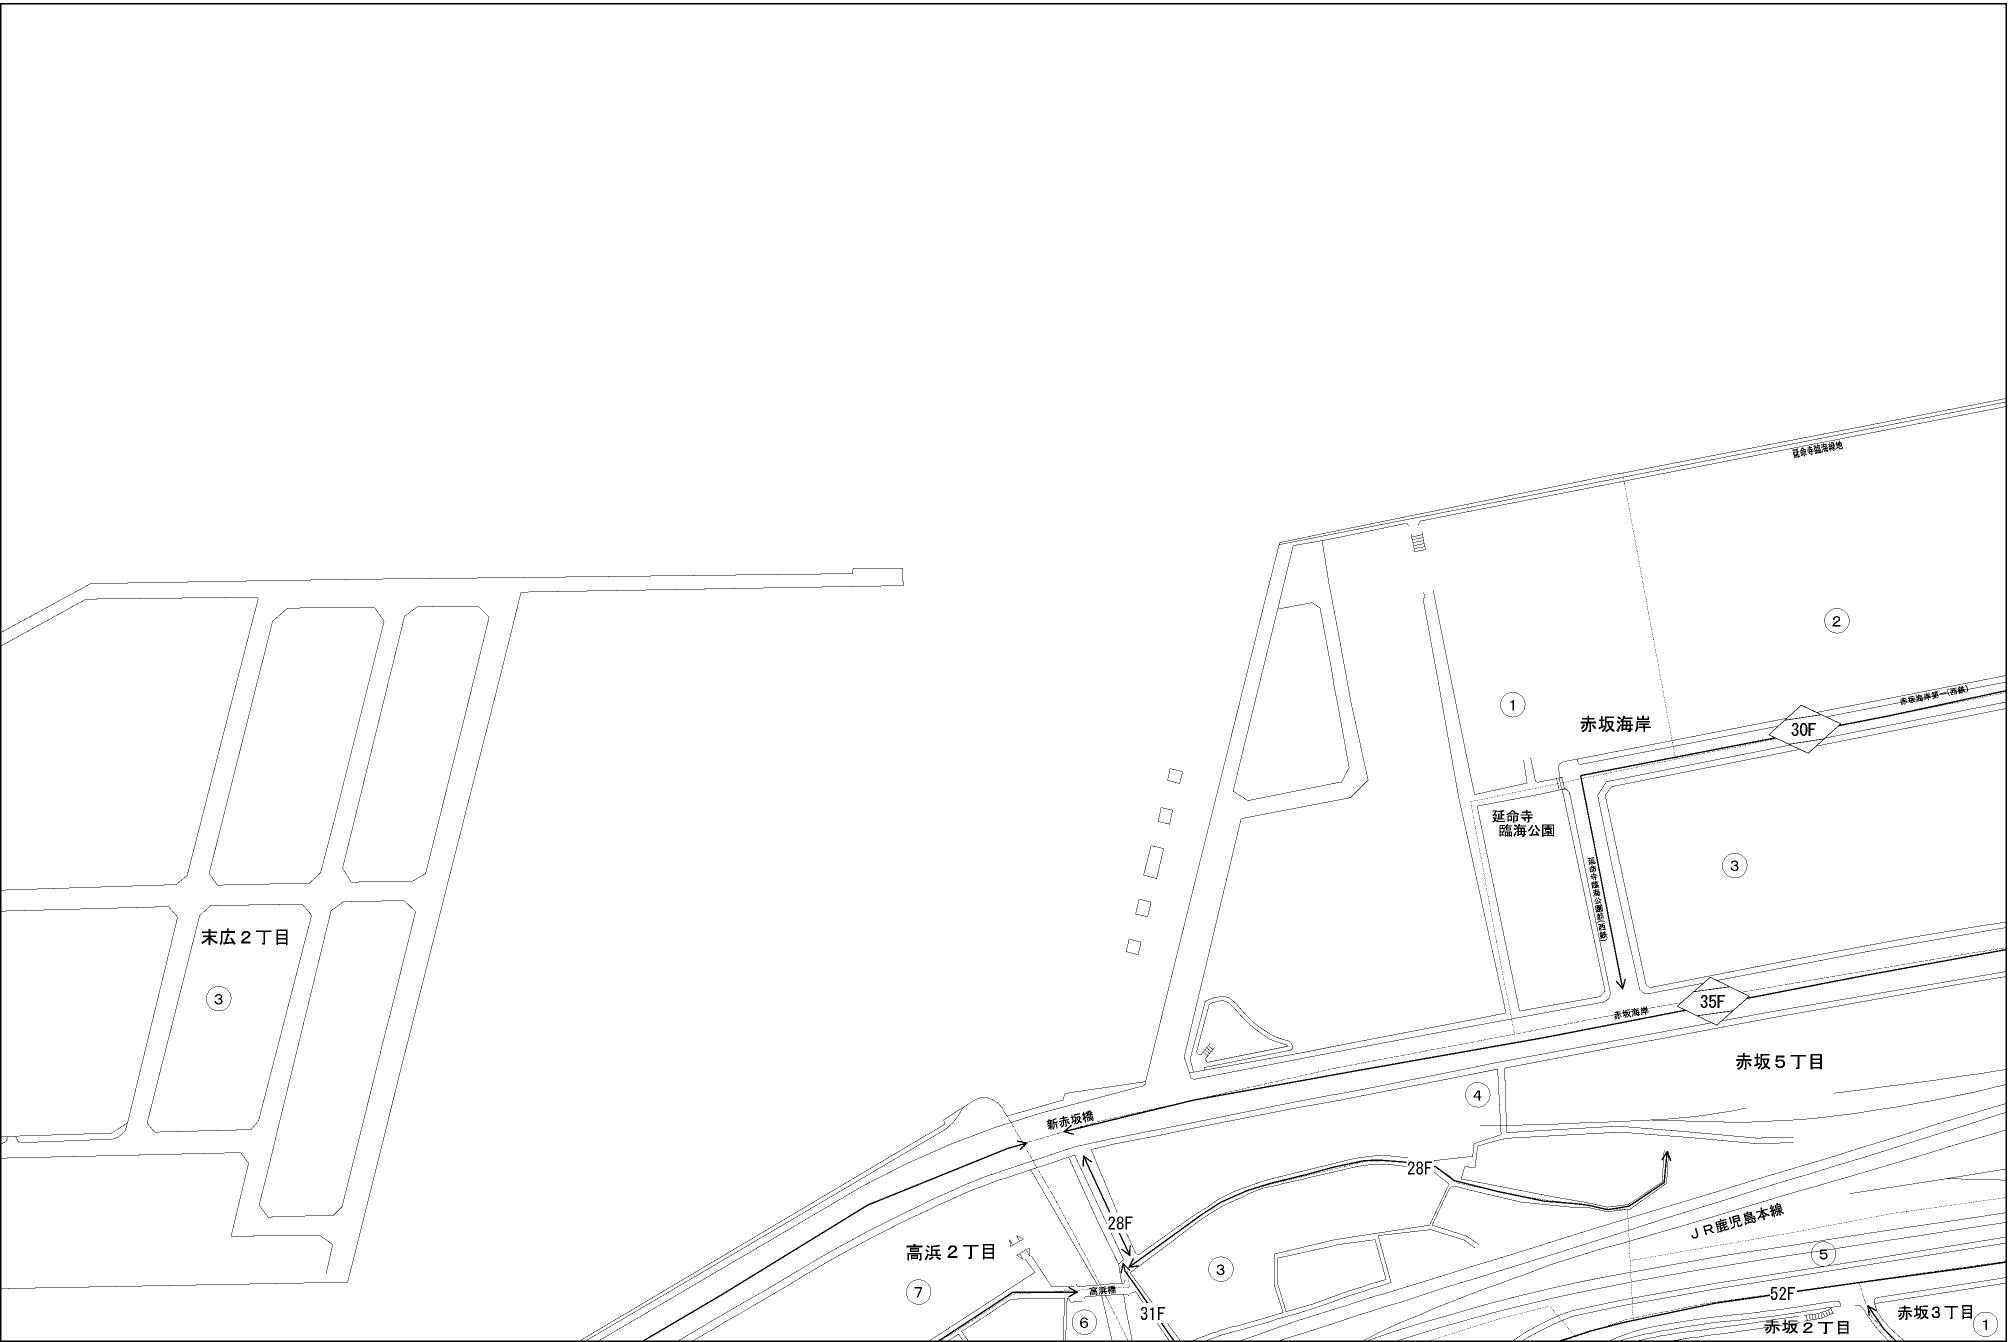 延命寺臨海緑地
②
赤坂海岸第一(西鉄)
①
赤坂海岸
30F
延命寺
臨海公園
③
延命寺臨海公園前(西鉄)
末広２丁目
③
35F
赤坂海岸
赤坂５丁目
④
新赤坂橋
28F
28F
ＪＲ鹿児島本線
高浜２丁目
⑤
③
⑦
高浜橋
52F
31F
⑥
赤坂３丁目
赤坂２丁目
①